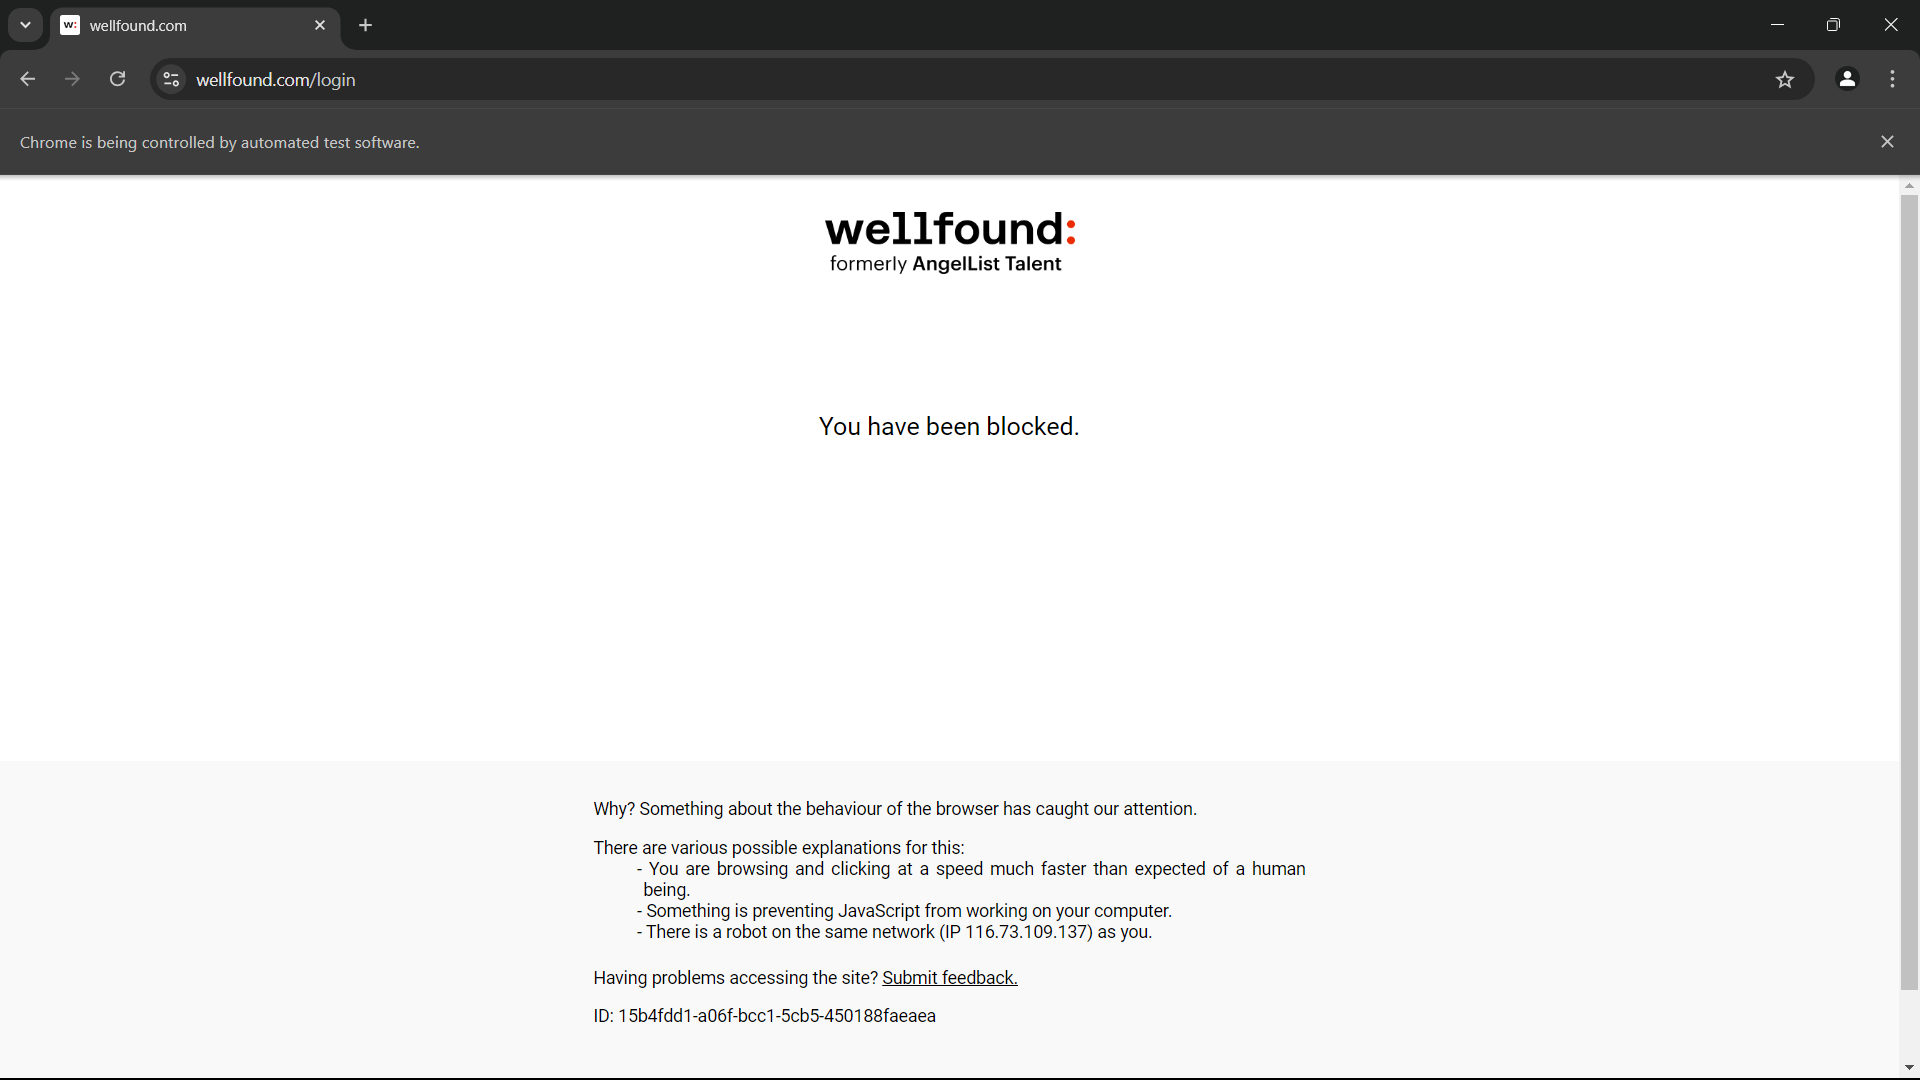 w: wellfound.com
wellfound.com/login
Chrome is being controlled by automated test software.
wellfound:
formerly AngelList Talent
You have been blocked.
Why? Something about the behaviour of the browser has caught our attention.
There are various possible explanations for this:
- You are browsing and clicking at a speed much faster than expected of a human
being.
- Something is preventing JavaScript from working on your computer.
- There is a robot on the same network (IP 116.73.109.137) as you.
Having problems accessing the site? Submit feedback.
ID: 15b4fdd1-a06f-bcc1-5cb5-450188faeaea